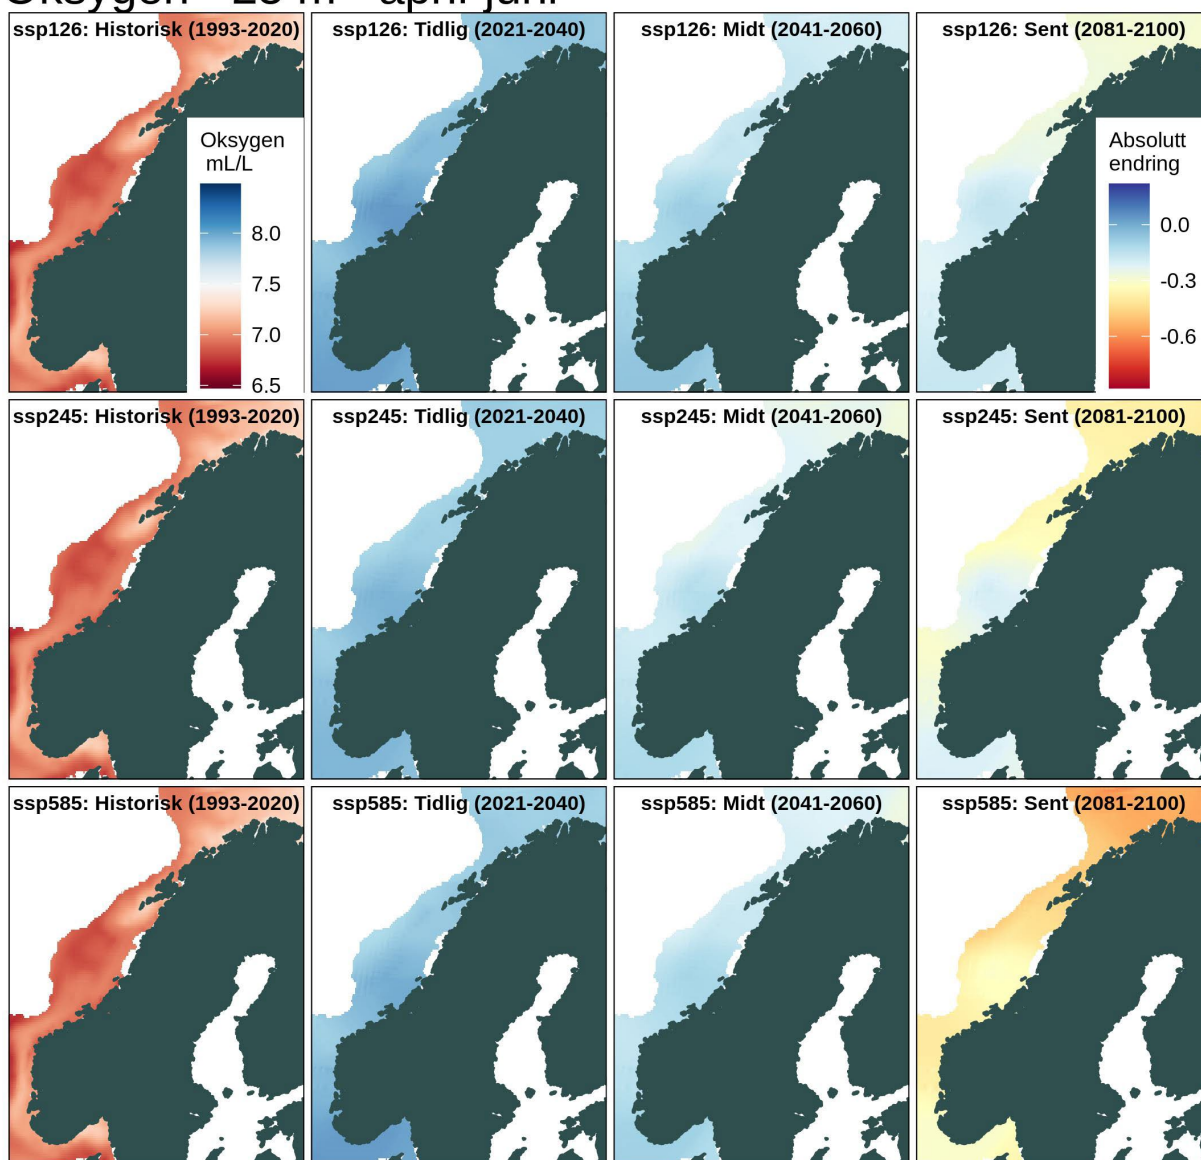 ssp126: Historisk (1993-2020)
ssp126: Tidlig (2021-2040)
ssp126: Midt (2041-2060)
ssp126: Sent (2081-2100)
Oksygen
mL/L
8.0
7.5
7.0
6.5
Absolutt
endring
0.0
-0.3
-0.6
ssp245: Historisk (1993-2020)
ssp245: Tidlig (2021-2040)
ssp245: Midt (2041-2060)
ssp245: Sent (2081-2100)
ssp585: Historisk (1993-2020)
ssp585: Tidlig (2021-2040)
ssp585: Midt (2041-2060)
ssp585: Sent (2081-2100)